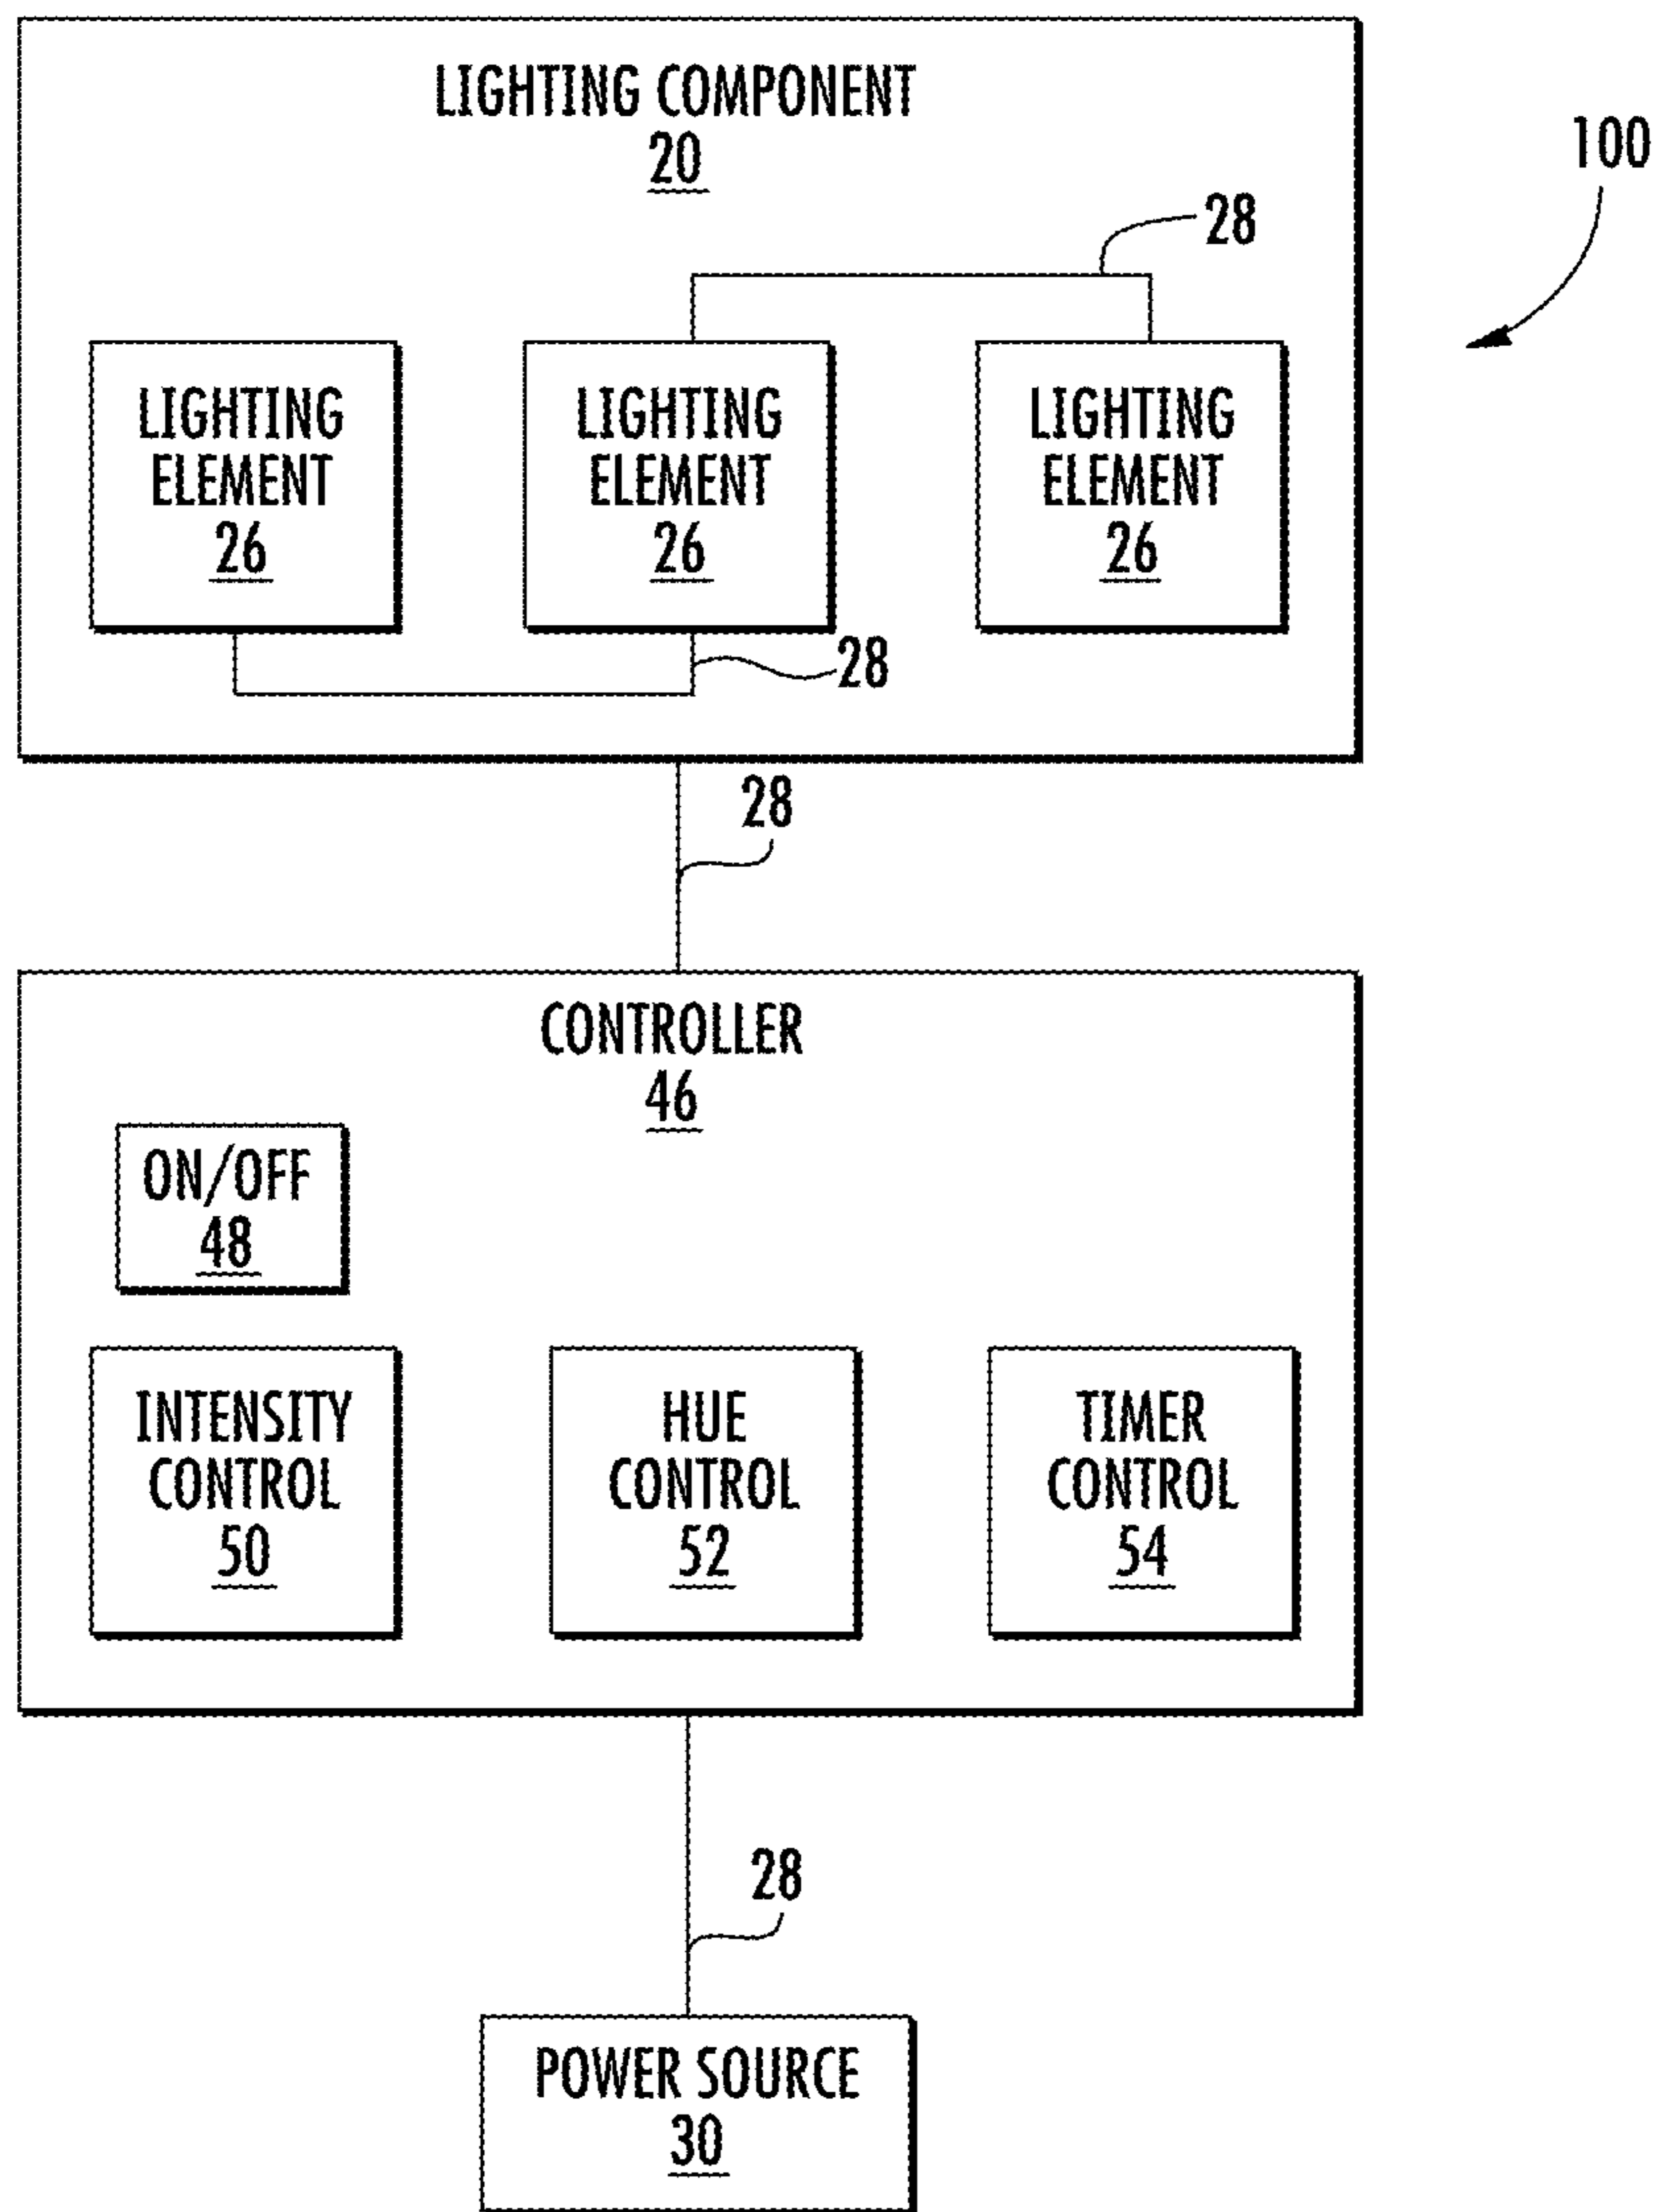 LIGHTING COMPONENT
20
100
28
LIGHTING
ELEMENT
26
LIGHTING
ELEMENT
26
LIGHTING
ELEMENT
26
28
28
CONTROLLER
46
ON/OFF
48
INTENSITY
CONTROL
50
HUE
CONTROL
52
TIMER
CONTROL
54
28
POWER SOURCE
30